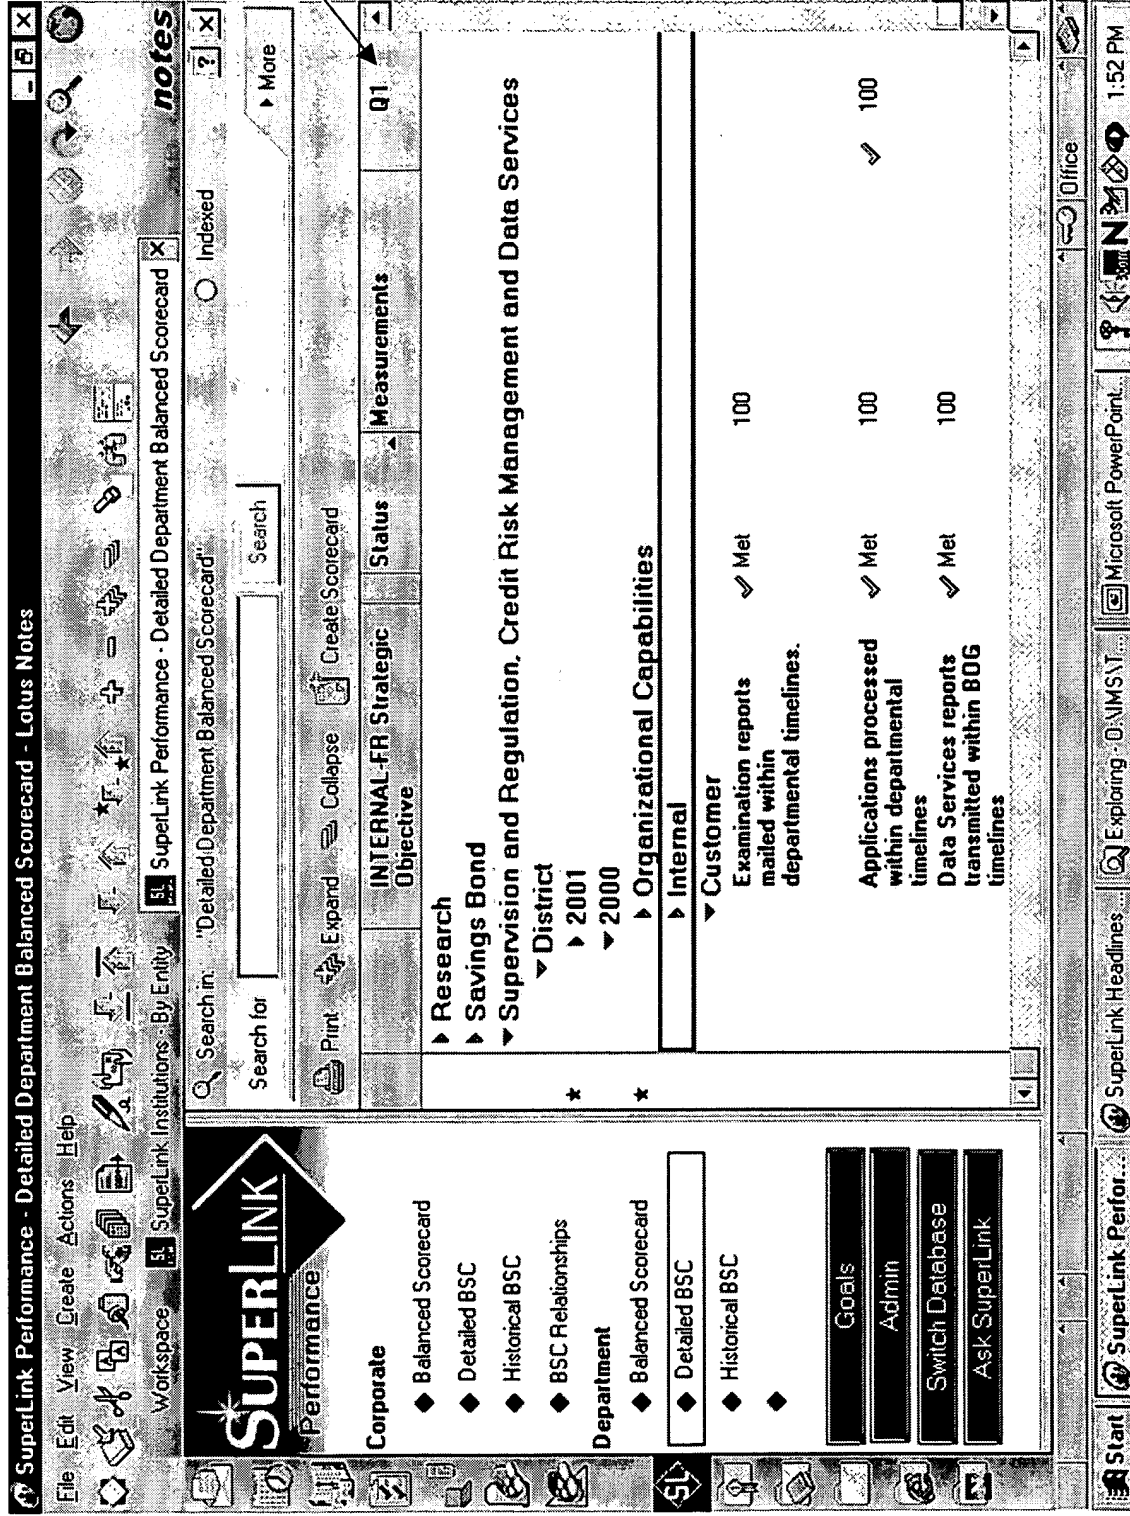 SuperLink Performance - Detailed Department Balanced Scorecard - Lotus Notes
File Edit View Create Actions Help
notes
Workspace
SL SuperLink Institutions - By Entity
SL SuperLink Performance - Detailed Department Balanced Scorecard
SUPERLINK
Performance
Corporate
Balanced Scorecard
Detailed BSC
Historical BSC
BSC Relationships
Department
Balanced Scorecard
Detailed BSC
Historical BSC
Goals
Admin
Switch Database
Ask SuperLink
SL
Search in: "Detailed Department Balanced Scorecard"
Indexed
?
Search for
Search
More
Print Expand Collapse Create Scorecard
INTERNAL-FR Strategic Objective Status Measurements Q1
Research
Savings Bond
Supervision and Regulation, Credit Risk Management and Data Services
District
2001
2000
Organizational Capabilities
Internal
Customer
Examination reports Met 100
mailed within
departmental timelines.
Applications processed Met 100 100
within departmental
timelines
Data Services reports Met 100
transmitted within BOG
timelines
Office
Start SuperLink Perfor... SuperLink Headlines ... Exploring - D:\IMS\T... Microsoft PowerPoint... 1:52 PM